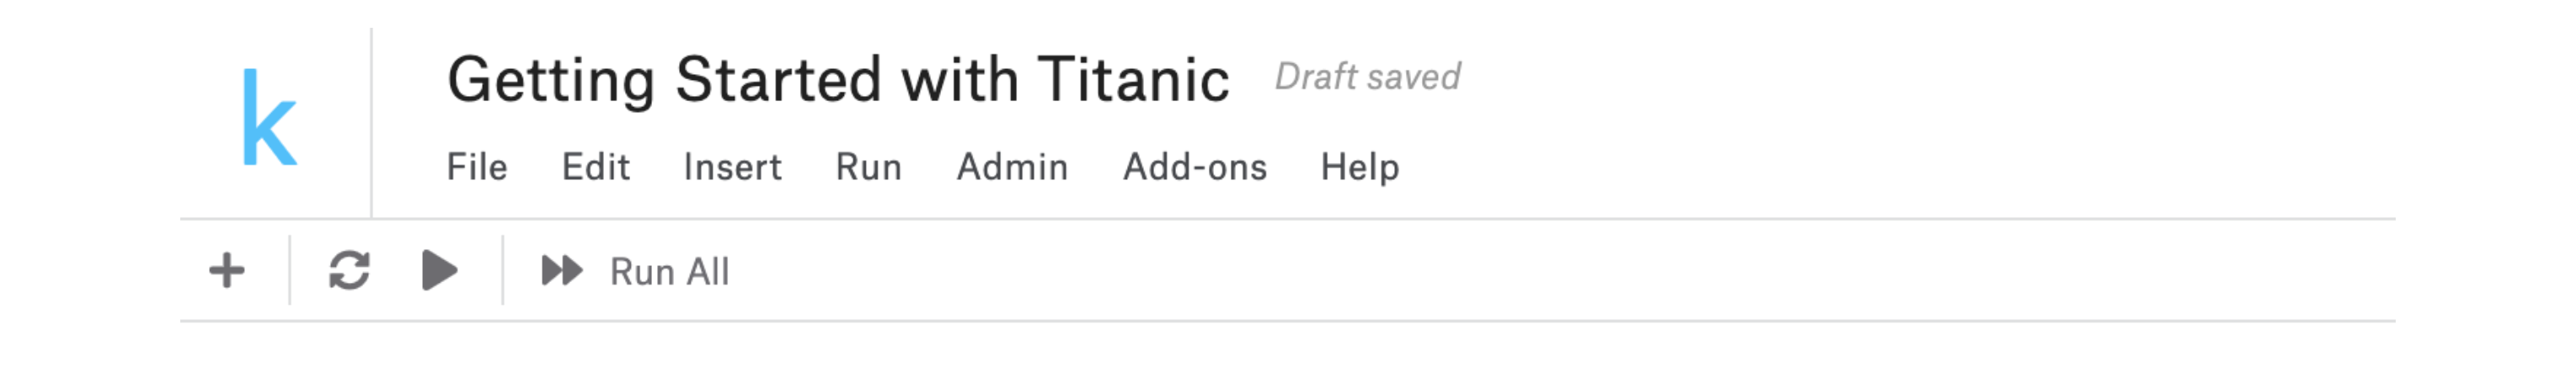 k
Getting Started with Titanic Draft saved
File Edit Insert Run Admin Add-ons Help
Run All